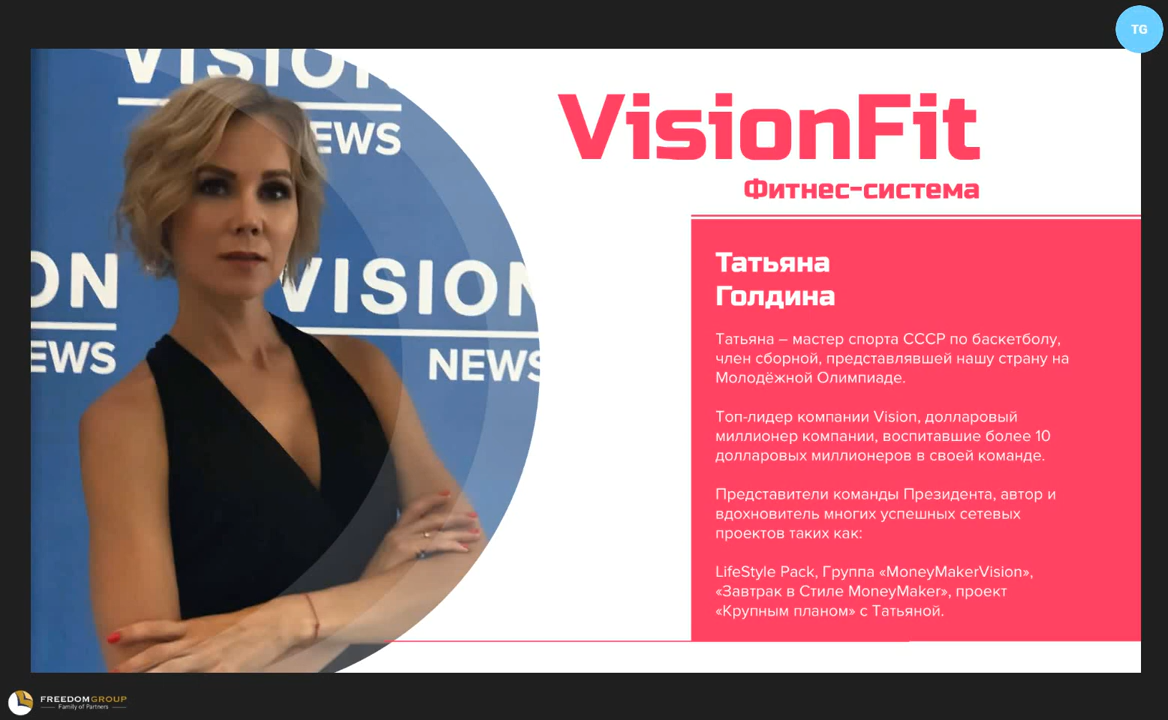 TG
VISION
NEWS
VISION
NEWS
VISION
NEWS
VisionFit
Фитнес-система
Татьяна
Голдина
Татьяна – мастер спорта СССР по баскетболу,
член сборной, представлявшей нашу страну на
Молодёжной Олимпиаде.
Топ-лидер компании Vision, долларовый
миллионер компании, воспитавшие более 10
долларовых миллионеров в своей команде.
Представители команды Президента, автор и
вдохновитель многих успешных сетевых
проектов таких как:
LifeStyle Pack, Группа «MoneyMakerVision»,
«Завтрак в Стиле MoneyMaker», проект
«Крупным планом» с Татьяной.
FREEDOMGROUP
Family of Partners